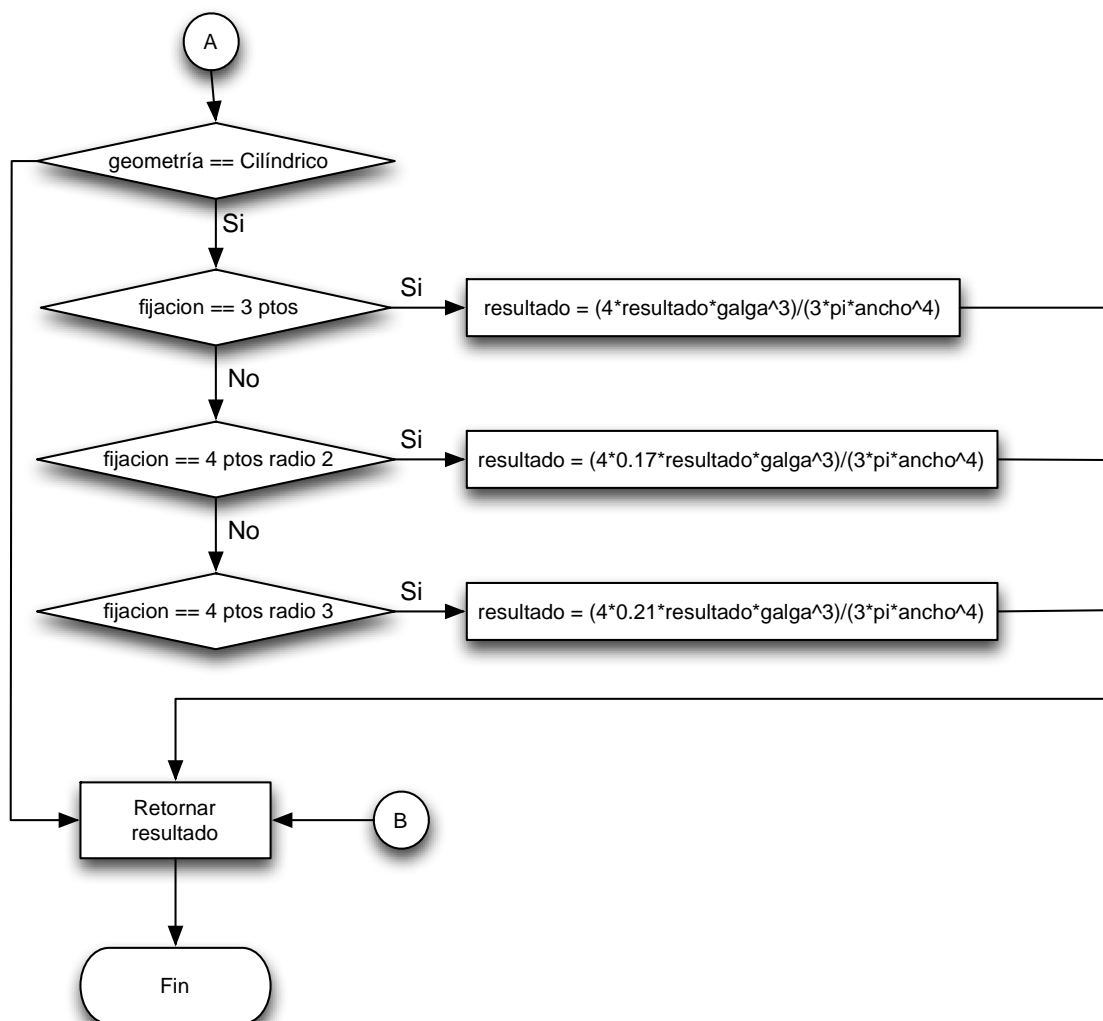 A
geometría == Cilíndrico
Si
fijacion == 3 ptos
Si
resultado = (4*resultado*galga^3)/(3*pi*ancho^4)
No
fijacion == 4 ptos radio 2
Si
resultado = (4*0.17*resultado*galga^3)/(3*pi*ancho^4)
No
fijacion == 4 ptos radio 3
Si
resultado = (4*0.21*resultado*galga^3)/(3*pi*ancho^4)
Retornar
resultado
B
Fin